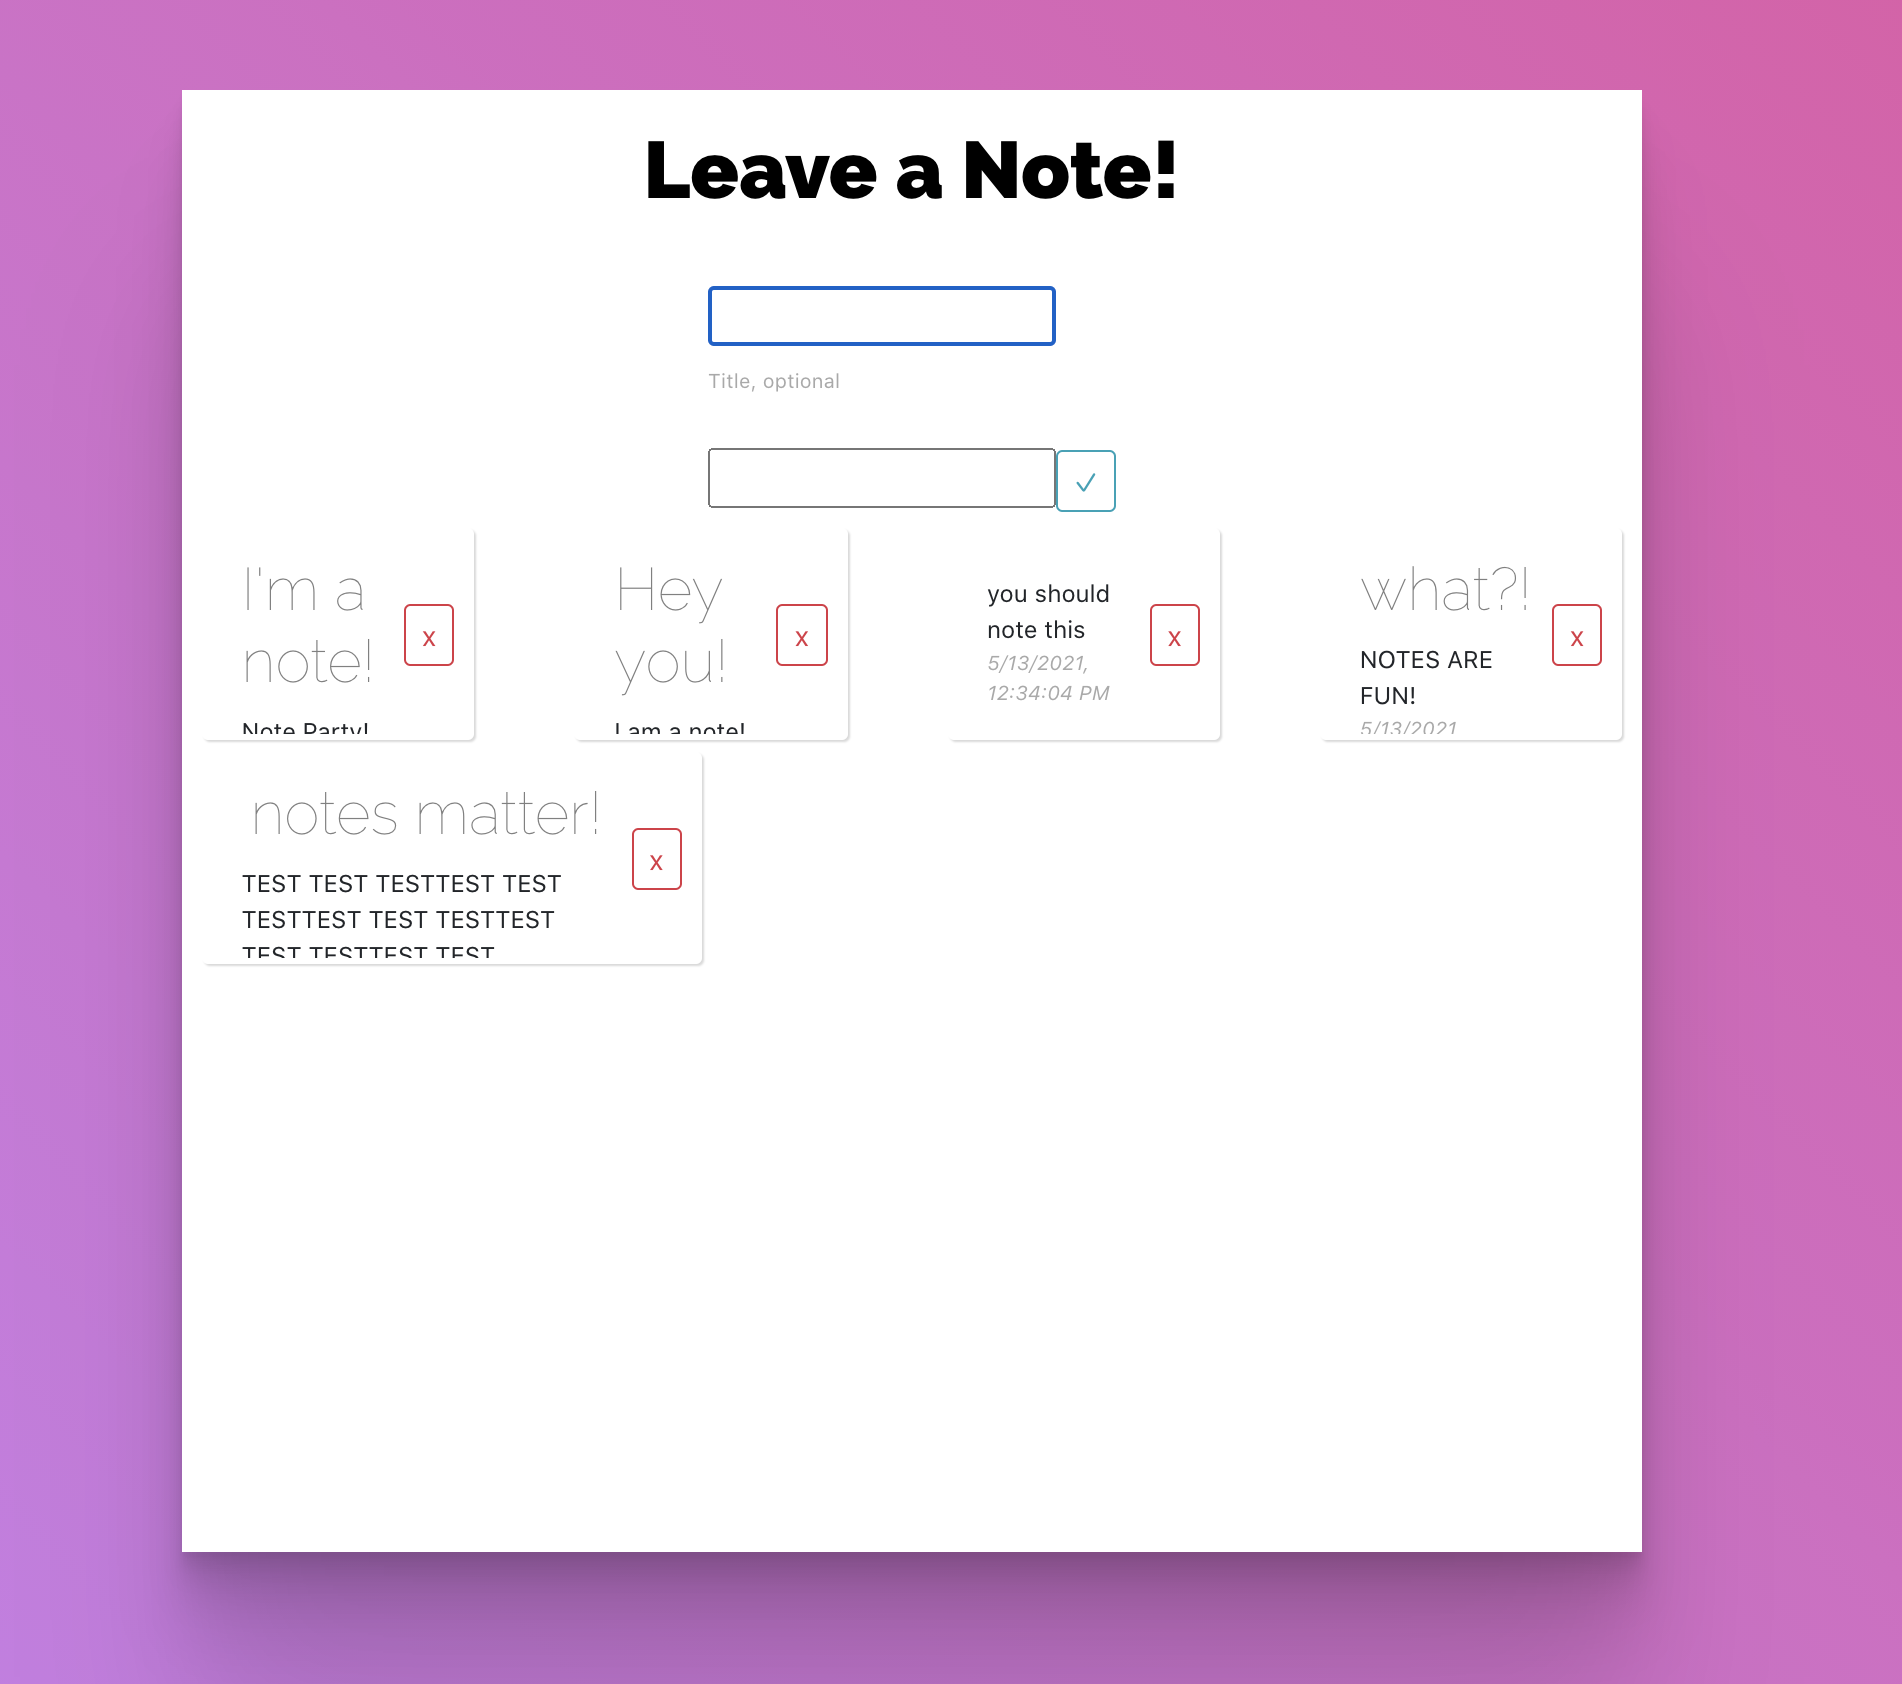 Leave a Note!
Title, optional
✓
I'm a
note!
x
Note Party!
Hey
you!
x
I am a note!
you should
note this
5/13/2021,
12:34:04 PM
x
what?!
NOTES ARE
FUN!
5/13/2021
x
notes matter!
TEST TEST TESTTEST TEST
TESTTEST TEST TESTTEST
TEST TESTTEST TEST
x